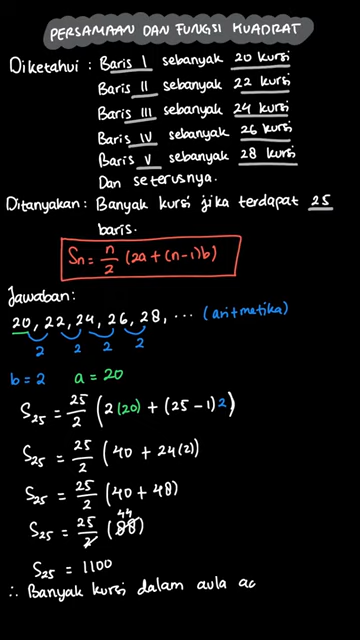 PERSAMAAN DAN FUNGSI KUADRAT
Diketahui : Baris I sebanyak 20 kursi
Baris II sebanyak 22 kursi
Baris III sebanyak 24 kursi
Baris IV sebanyak 26 kursi
Baris V sebanyak 28 kursi
Dan seterusnya.
Ditanyakan : Banyak kursi jika terdapat 25
baris.
Sn = n/2 (2a + (n-1)b)
Jawaban:
20, 22, 24, 26, 28, ... (aritmatika)
2 2 2 2
b = 2 a = 20
S25 = 25/2 (2(20) + (25-1)2)
S25 = 25/2 (40 + 24(2))
S25 = 25/2 (40 + 48)
44
S25 = 25/2 (88)
S25 = 1100
∴ Banyak kursi dalam aula ac